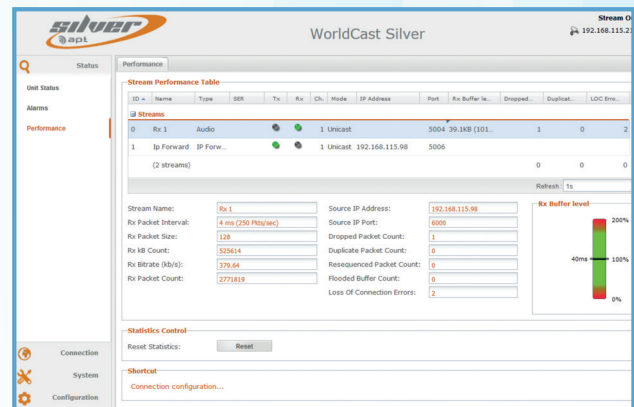 silver
apt
WorldCast Silver
Stream O
192.168.115.21
Status
Unit Status
Alarms
Performance
Connection
System
Configuration
Performance
Stream Performance Table
ID Name Type SER Tx Rx Ch. Mode IP Address Port Rx Buffer le... Dropped... Duplicat... LOC Erro...
Streams
0 Rx 1 Audio 1 Unicast 5004 39.1KB (101... 1 0 2
1 Ip Forward IP Forw... 1 Unicast 192.168.115.98 5006
(2 streams) 0 0 0
Refresh: 1s
Stream Name: Rx 1
Rx Packet Interval: 4 ms (250 Pkts/sec)
Rx Packet Size: 128
Rx kB Count: 525614
Rx Bitrate (kb/s): 379.64
Rx Packet Count: 2771819
Source IP Address: 192.168.115.98
Source IP Port: 6000
Dropped Packet Count: 1
Duplicate Packet Count: 0
Resequenced Packet Count: 0
Flooded Buffer Count: 0
Loss Of Connection Errors: 2
Rx Buffer level
200%
40ms 100%
0%
Statistics Control
Reset Statistics: Reset
Shortcut
Connection configuration...